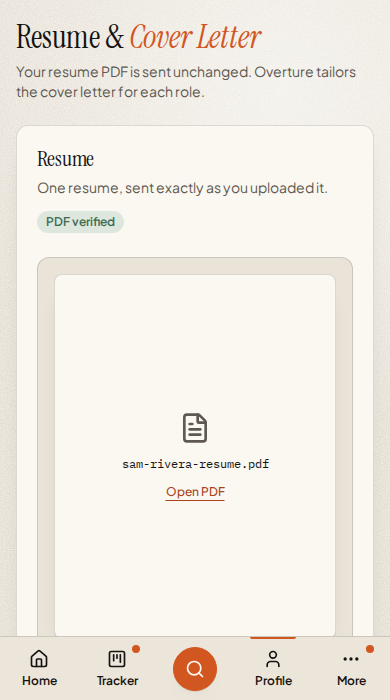 Resume & Cover Letter
Your resume PDF is sent unchanged. Overture tailors
the cover letter for each role.
Resume
One resume, sent exactly as you uploaded it.
PDF verified
sam-rivera-resume.pdf
Open PDF
Home
Tracker
Profile
More